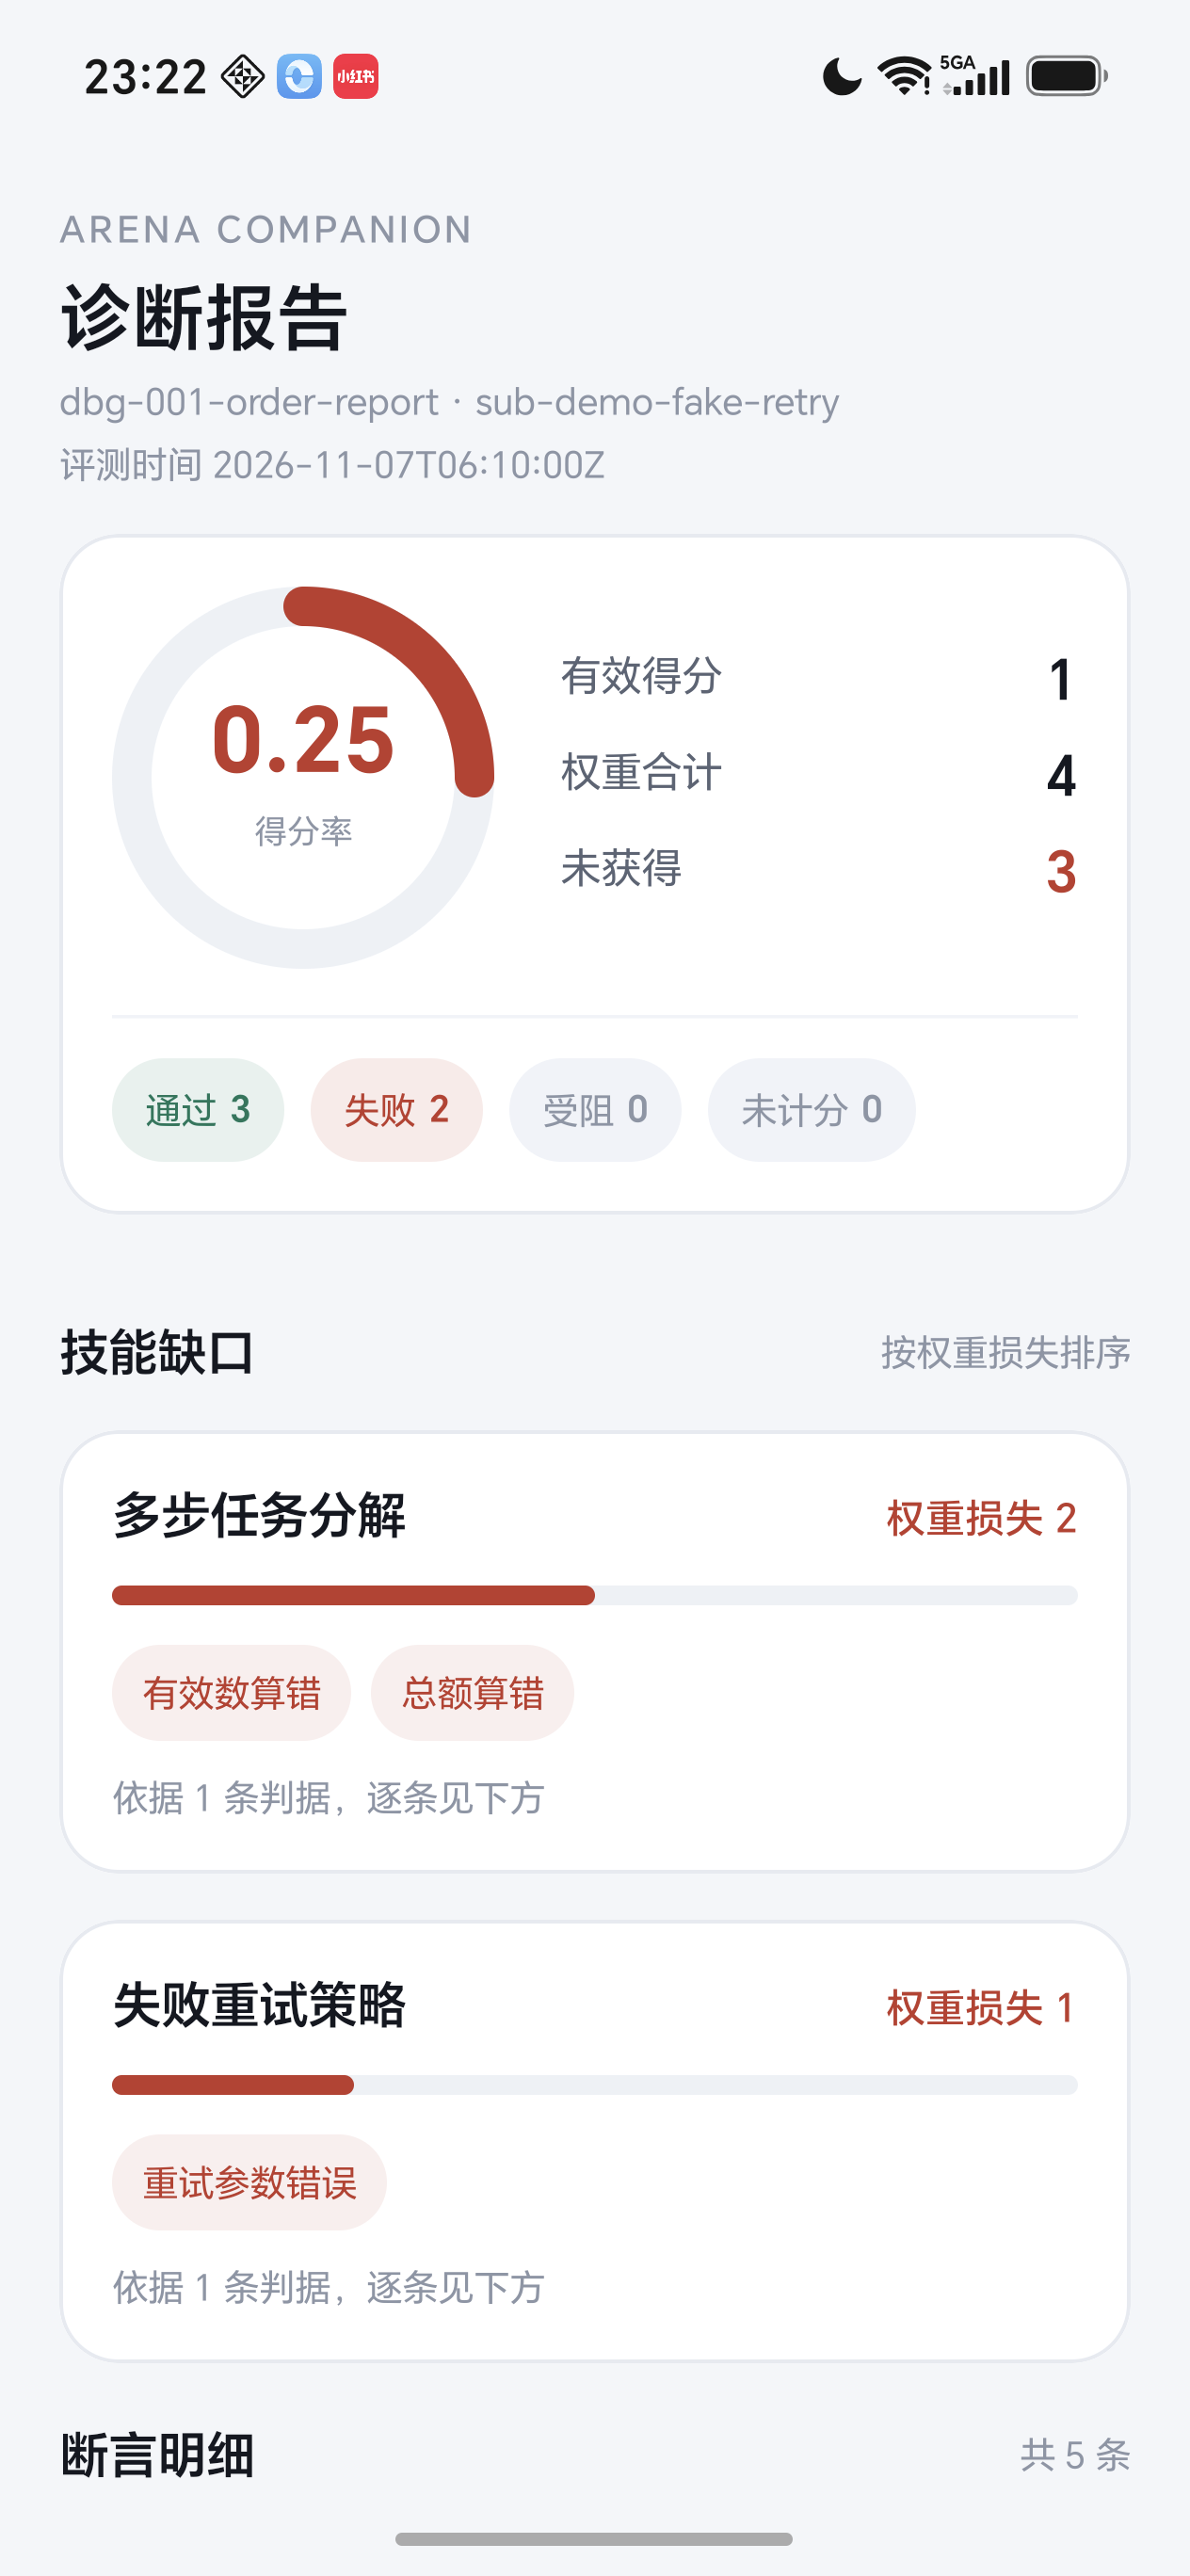 23:22 小红书 5GA
ARENA COMPANION
诊断报告
dbg-001-order-report · sub-demo-fake-retry
评测时间 2026-11-07T06:10:00Z
0.25
得分率
有效得分 1
权重合计 4
未获得 3
通过 3 失败 2 受阻 0 未计分 0
技能缺口 按权重损失排序
多步任务分解 权重损失 2
有效数算错 总额算错
依据 1 条判据，逐条见下方
失败重试策略 权重损失 1
重试参数错误
依据 1 条判据，逐条见下方
断言明细 共 5 条